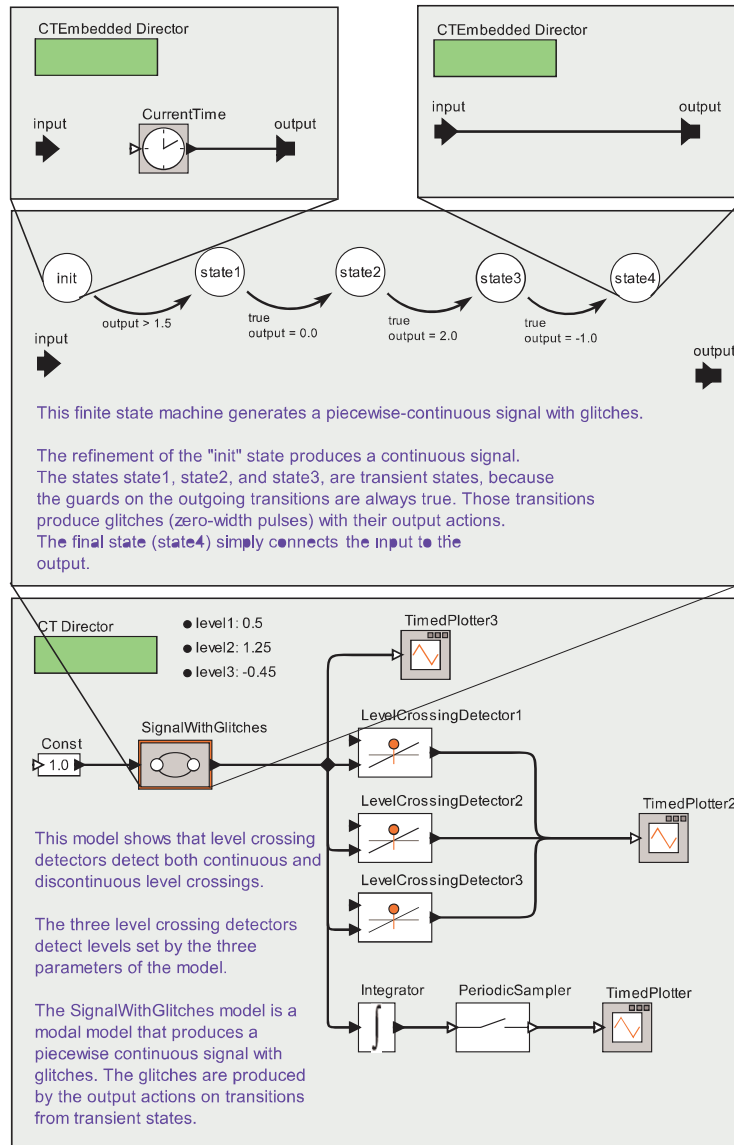 CTEmbedded Director
input
CurrentTime
output
CTEmbedded Director
input
output
init
state1
state2
state3
state4
output > 1.5
true
output = 0.0
true
output = 2.0
true
output = -1.0
input
output
This finite state machine generates a piecewise-continuous signal with glitches.
The refinement of the "init" state produces a continuous signal.
The states state1, state2, and state3, are transient states, because
the guards on the outgoing transitions are always true. Those transitions
produce glitches (zero-width pulses) with their output actions.
The final state (state4) simply connects the input to the
output.
CT Director
● level1: 0.5
● level2: 1.25
● level3: -0.45
TimedPlotter3
SignalWithGlitches
LevelCrossingDetector1
Const
1.0
LevelCrossingDetector2
TimedPlotter2
LevelCrossingDetector3
This model shows that level crossing
detectors detect both continuous and
discontinuous level crossings.
The three level crossing detectors
detect levels set by the three
parameters of the model.
The SignalWithGlitches model is a
modal model that produces a
piecewise continuous signal with
glitches. The glitches are produced
by the output actions on transitions
from transient states.
Integrator
∫
PeriodicSampler
TimedPlotter